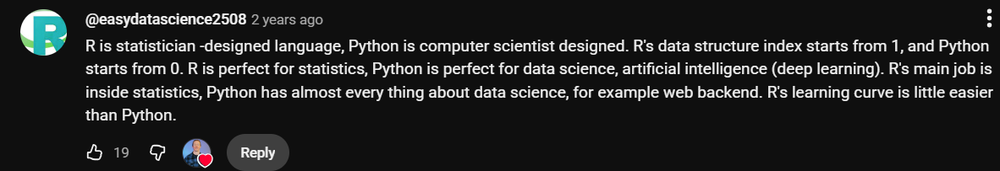 @easydatascience2508 2 years ago
R is statistician -designed language, Python is computer scientist designed. R's data structure index starts from 1, and Python
starts from 0. R is perfect for statistics, Python is perfect for data science, artificial intelligence (deep learning). R's main job is
inside statistics, Python has almost every thing about data science, for example web backend. R's learning curve is little easier
than Python.
19 Reply